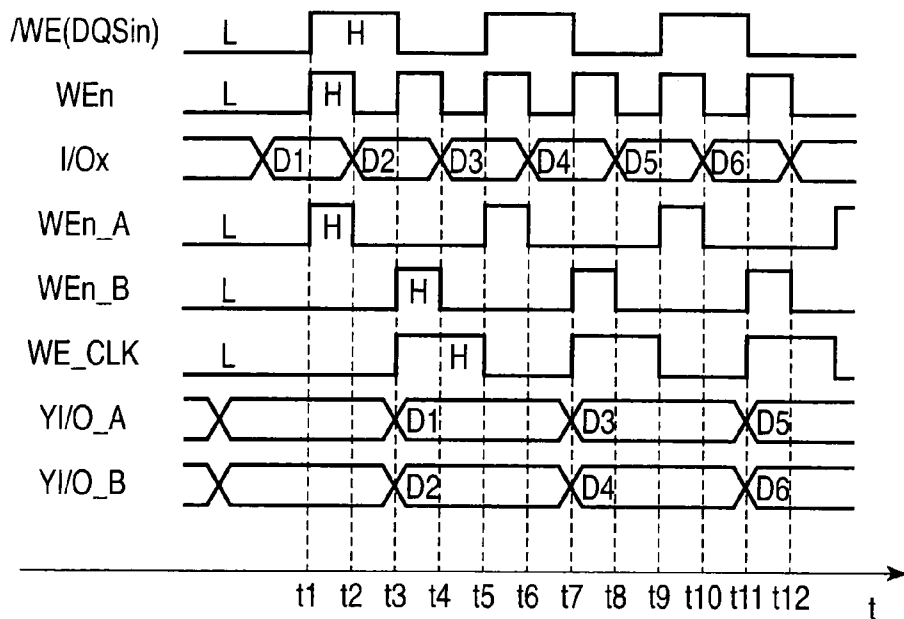 /WE(DQSin) L H
WEn L H
I/Ox D1 D2 D3 D4 D5 D6
WEn_A L H
WEn_B L H
WE_CLK L H
YI/O_A D1 D3 D5
YI/O_B D2 D4 D6
t1 t2 t3 t4 t5 t6 t7 t8 t9 t10 t11 t12 t